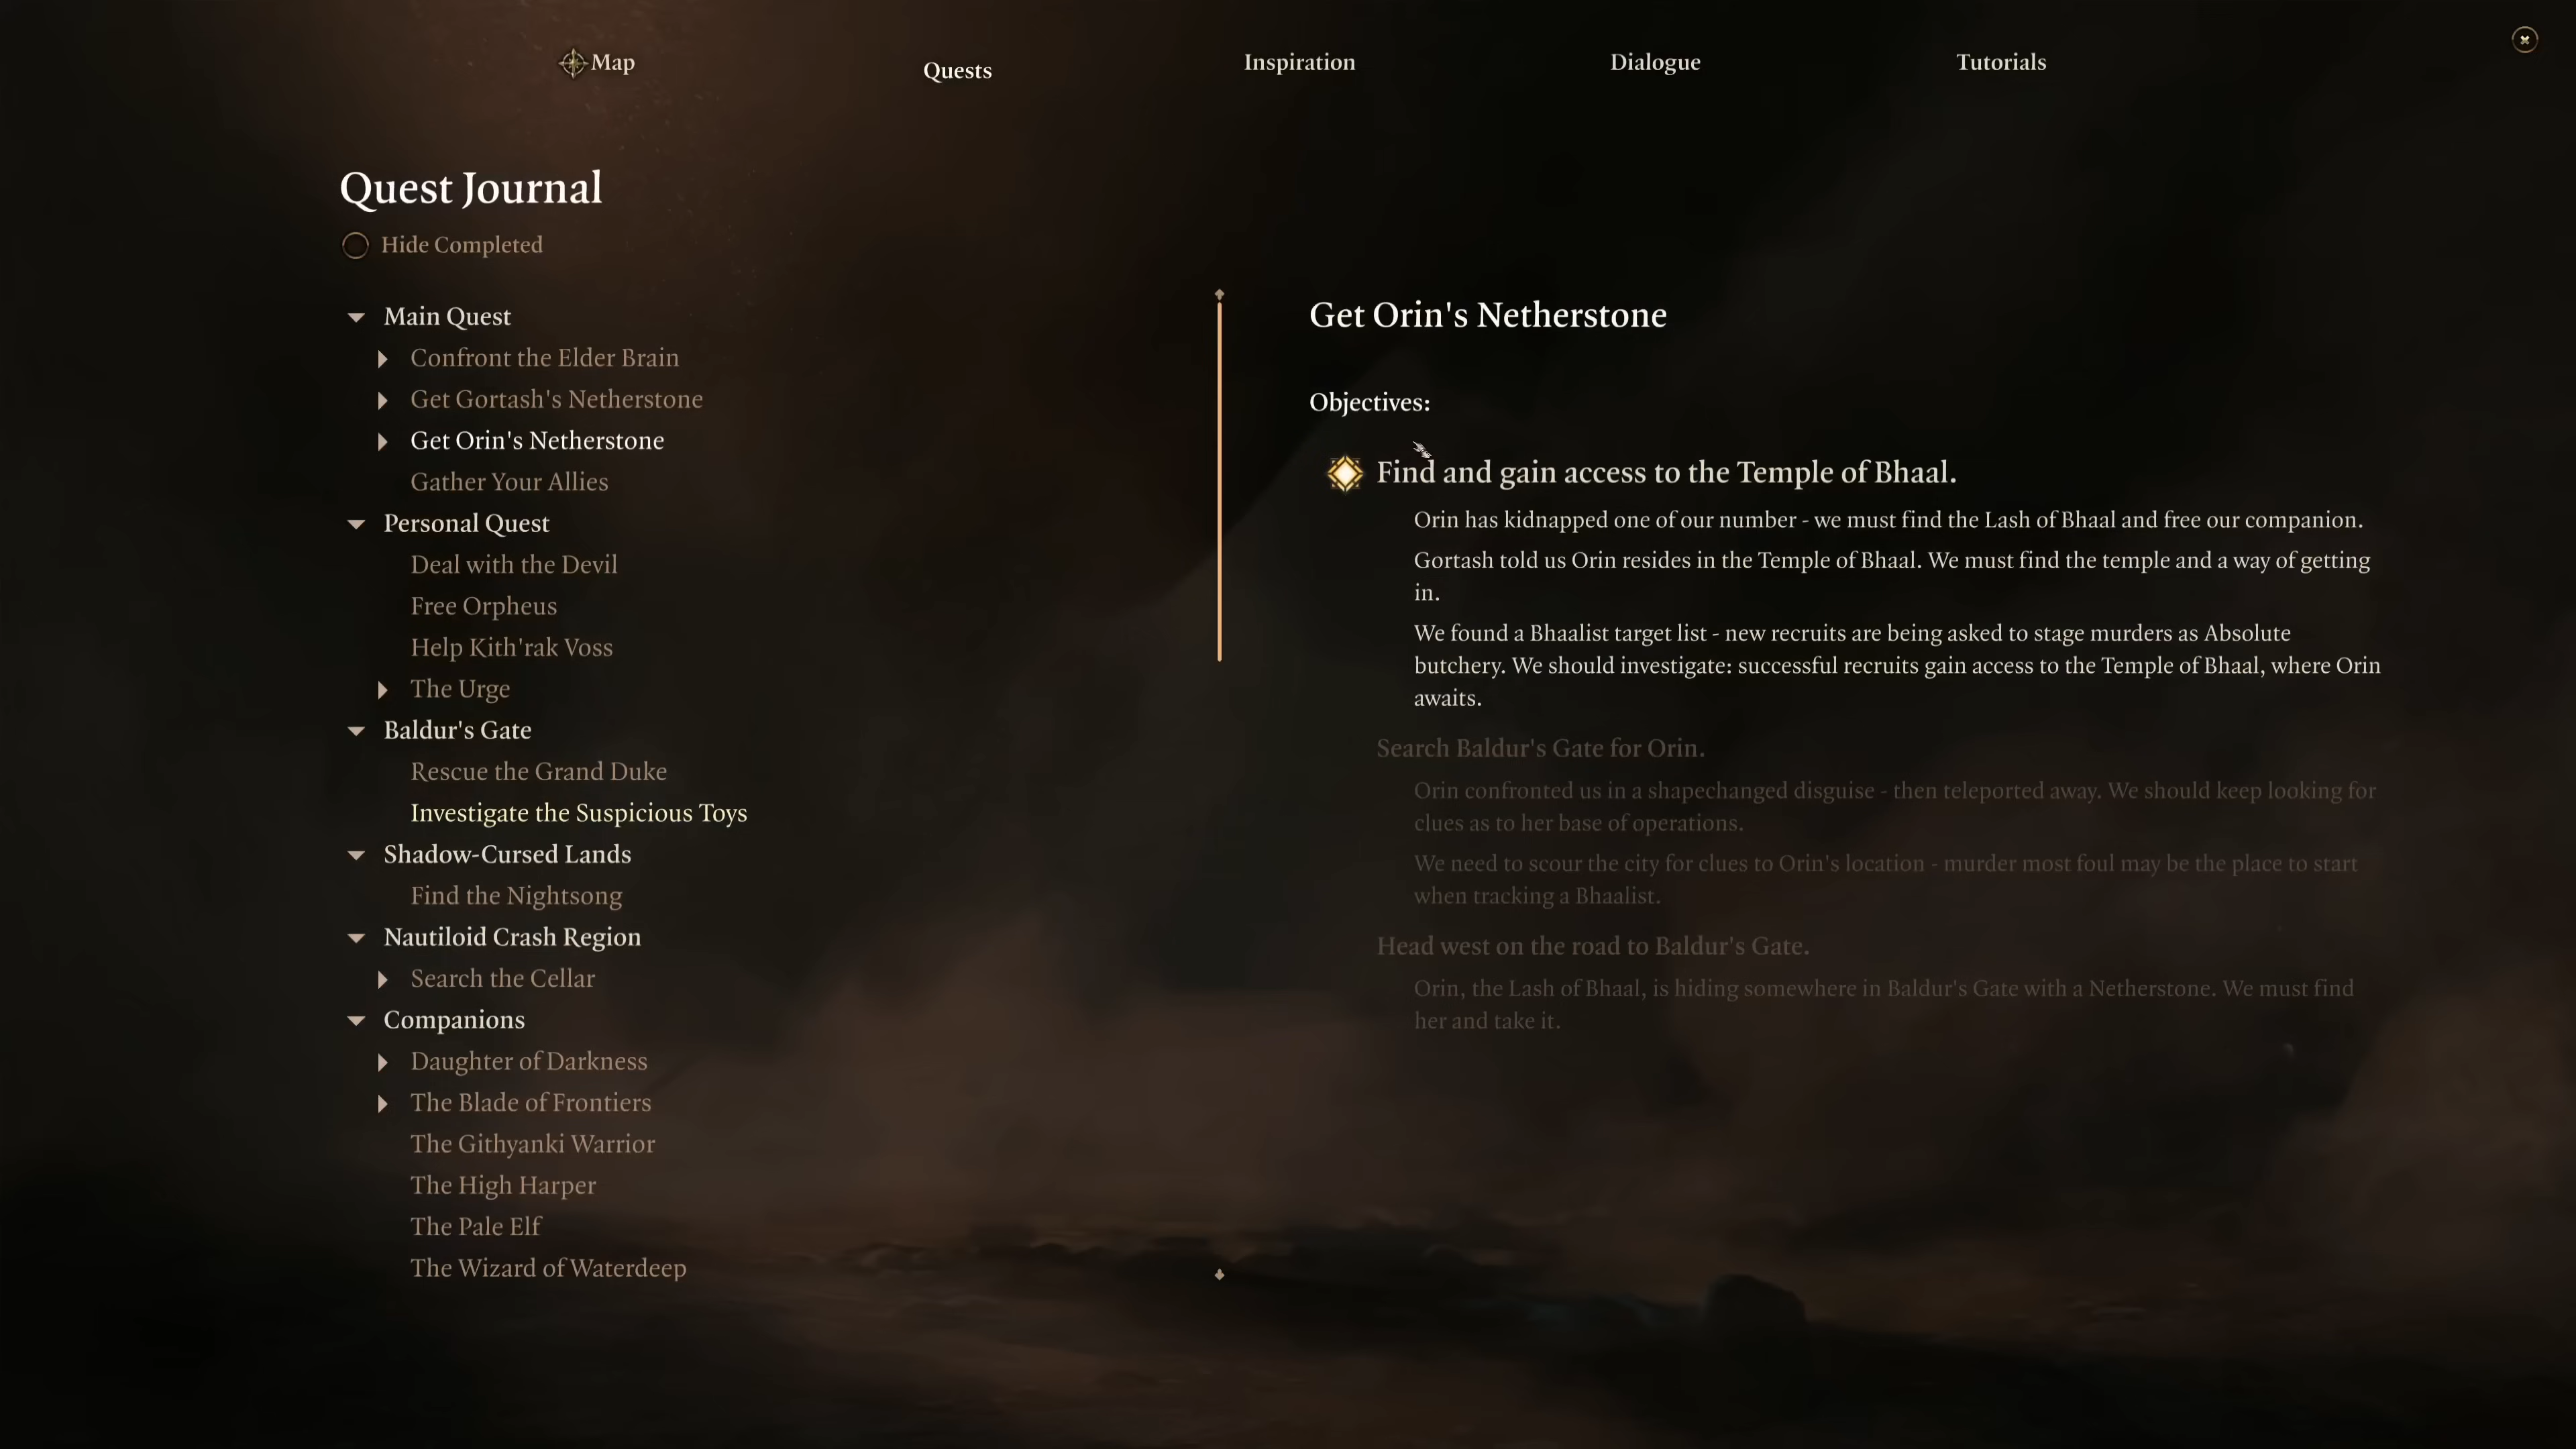 Map
Quests
Inspiration
Dialogue
Tutorials
Quest Journal
Hide Completed
Main Quest
Confront the Elder Brain
Get Gortash's Netherstone
Get Orin's Netherstone
Gather Your Allies
Personal Quest
Deal with the Devil
Free Orpheus
Help Kith'rak Voss
The Urge
Baldur's Gate
Rescue the Grand Duke
Investigate the Suspicious Toys
Shadow-Cursed Lands
Find the Nightsong
Nautiloid Crash Region
Search the Cellar
Companions
Daughter of Darkness
The Blade of Frontiers
The Githyanki Warrior
The High Harper
The Pale Elf
The Wizard of Waterdeep
Get Orin's Netherstone
Objectives:
Find and gain access to the Temple of Bhaal.
Orin has kidnapped one of our number - we must find the Lash of Bhaal and free our companion.
Gortash told us Orin resides in the Temple of Bhaal. We must find the temple and a way of getting
in.
We found a Bhaalist target list - new recruits are being asked to stage murders as Absolute
butchery. We should investigate: successful recruits gain access to the Temple of Bhaal, where Orin
awaits.
Search Baldur's Gate for Orin.
Orin confronted us in a shapechanged disguise - then teleported away. We should keep looking for
clues as to her base of operations.
We need to scour the city for clues to Orin's location - murder most foul may be the place to start
when tracking a Bhaalist.
Head west on the road to Baldur's Gate.
Orin, the Lash of Bhaal, is hiding somewhere in Baldur's Gate with a Netherstone. We must find
her and take it.